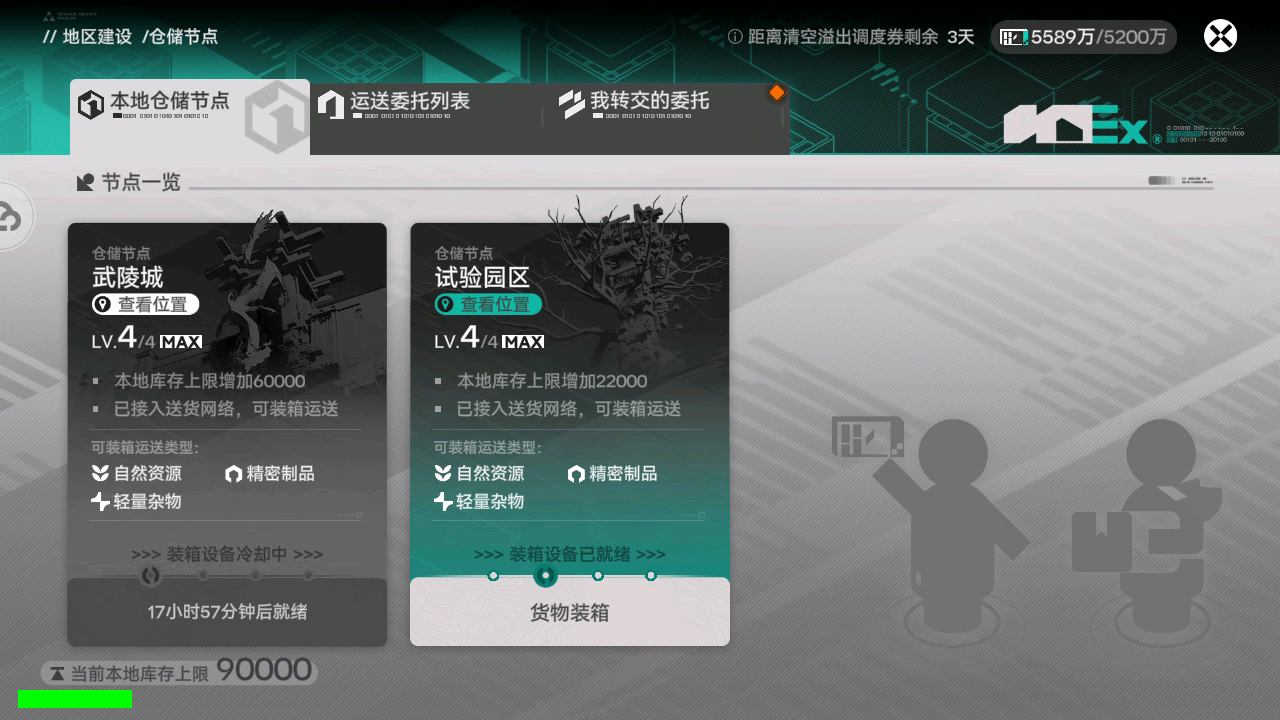 // 地区建设 /仓储节点
距离清空溢出调度券剩余 3天
5589万/5200万
本地仓储节点
运送委托列表
我转交的委托
节点一览
仓储节点
武陵城
查看位置
LV.4/4 MAX
本地库存上限增加60000
已接入送货网络，可装箱运送
可装箱运送类型：
自然资源
精密制品
轻量杂物
>>> 装箱设备冷却中 >>>
17小时57分钟后就绪
仓储节点
试验园区
查看位置
LV.4/4 MAX
本地库存上限增加22000
已接入送货网络，可装箱运送
可装箱运送类型：
自然资源
精密制品
轻量杂物
>>> 装箱设备已就绪 >>>
货物装箱
当前本地库存上限 90000